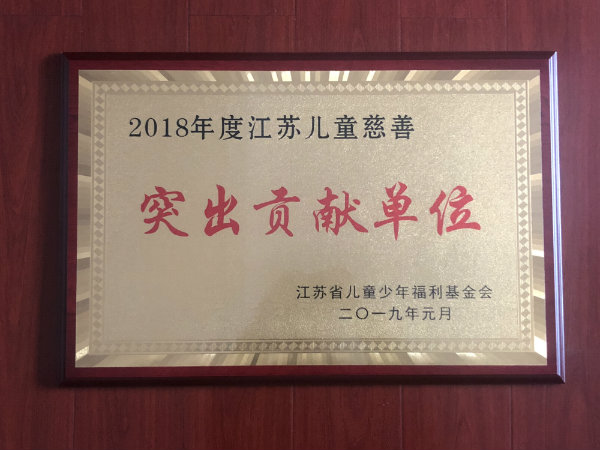 2018年度江苏儿童慈善
突出贡献单位
江苏省儿童少年福利基金会
二〇一九年元月